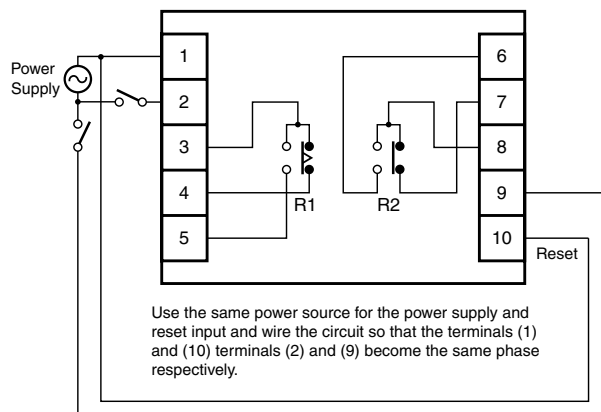 Power
Supply
1
2
3
4
5
R1
R2
6
7
8
9
10
Reset
Use the same power source for the power supply and
reset input and wire the circuit so that the terminals (1)
and (10) terminals (2) and (9) become the same phase
respectively.